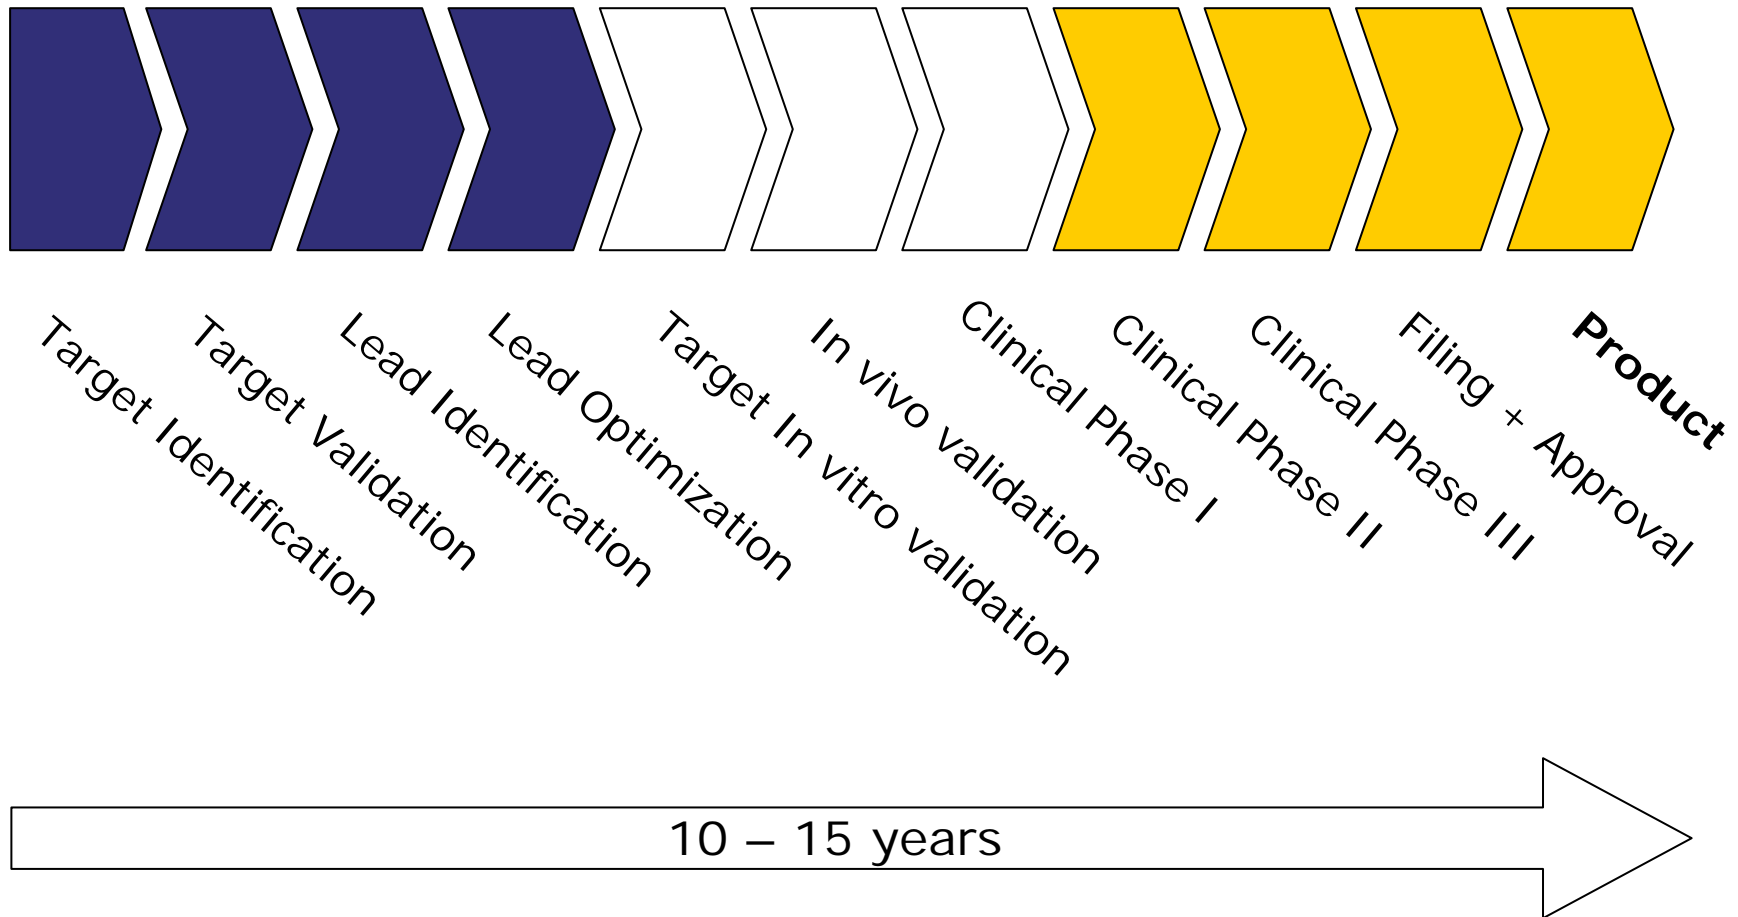 Target Identification
Target Validation
Lead Identification
Lead Optimization
Target In vitro validation
In vivo validation
Clinical Phase I
Clinical Phase II
Clinical Phase III
Filing + Approval
Product
10 – 15 years